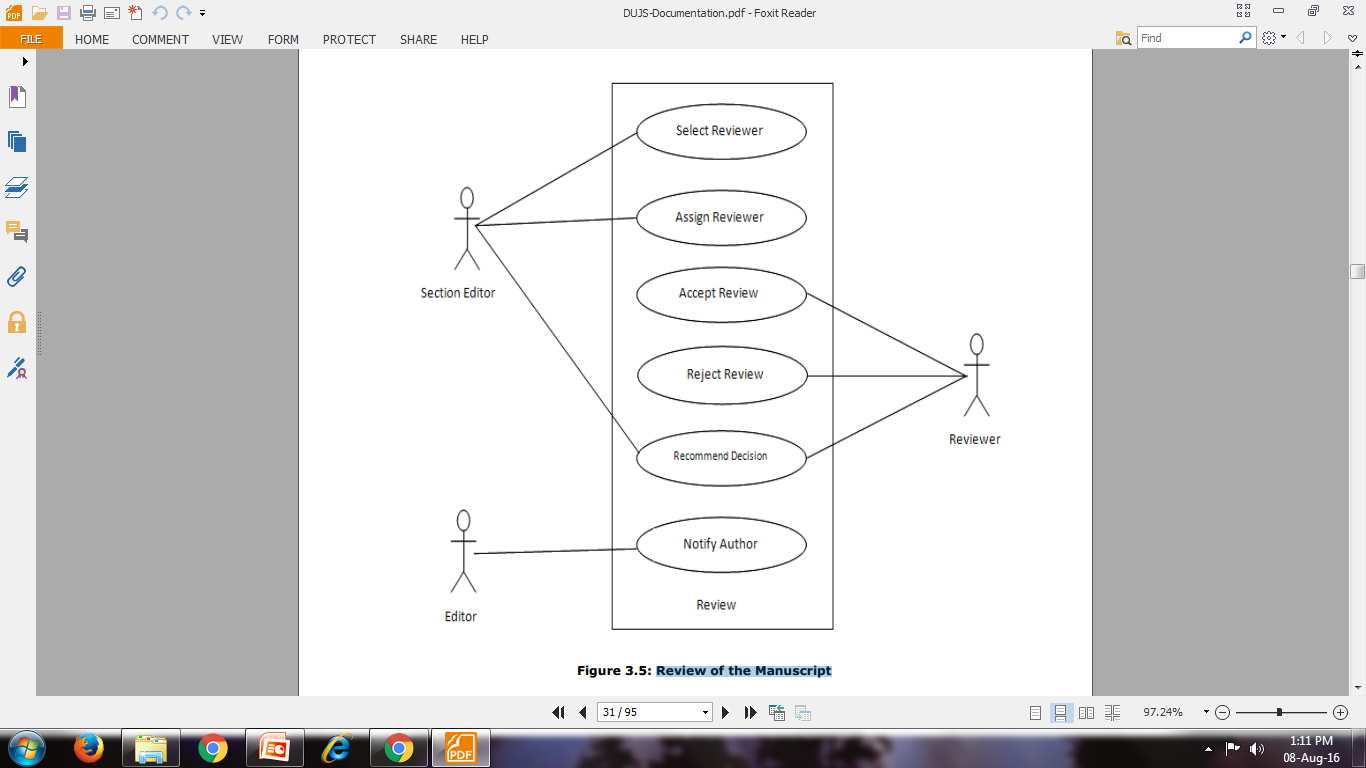 DUJS-Documentation.pdf - Foxit Reader
FILE HOME COMMENT VIEW FORM PROTECT SHARE HELP
Find
Select Reviewer
Assign Reviewer
Section Editor
Accept Review
Reject Review
Reviewer
Recommend Decision
Notify Author
Editor
Review
Figure 3.5: Review of the Manuscript
31 / 95
97.24%
PDF
1:11 PM
08-Aug-16